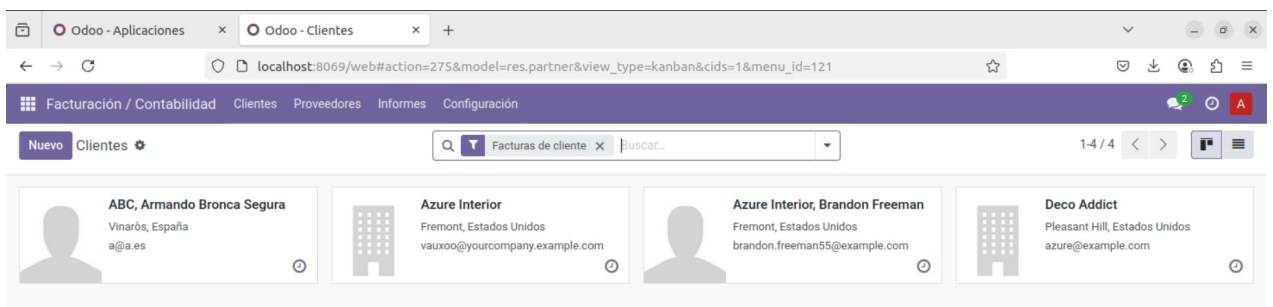 Odoo - Aplicaciones
Odoo - Clientes
localhost:8069/web#action=275&model=res.partner&view_type=kanban&cids=1&menu_id=121
Facturación / Contabilidad Clientes Proveedores Informes Configuración
2
A
Nuevo Clientes
Facturas de cliente
Buscar...
1-4 / 4
ABC, Armando Bronca Segura
Vinaròs, España
a@a.es
Azure Interior
Fremont, Estados Unidos
vauxoo@yourcompany.example.com
Azure Interior, Brandon Freeman
Fremont, Estados Unidos
brandon.freeman55@example.com
Deco Addict
Pleasant Hill, Estados Unidos
azure@example.com